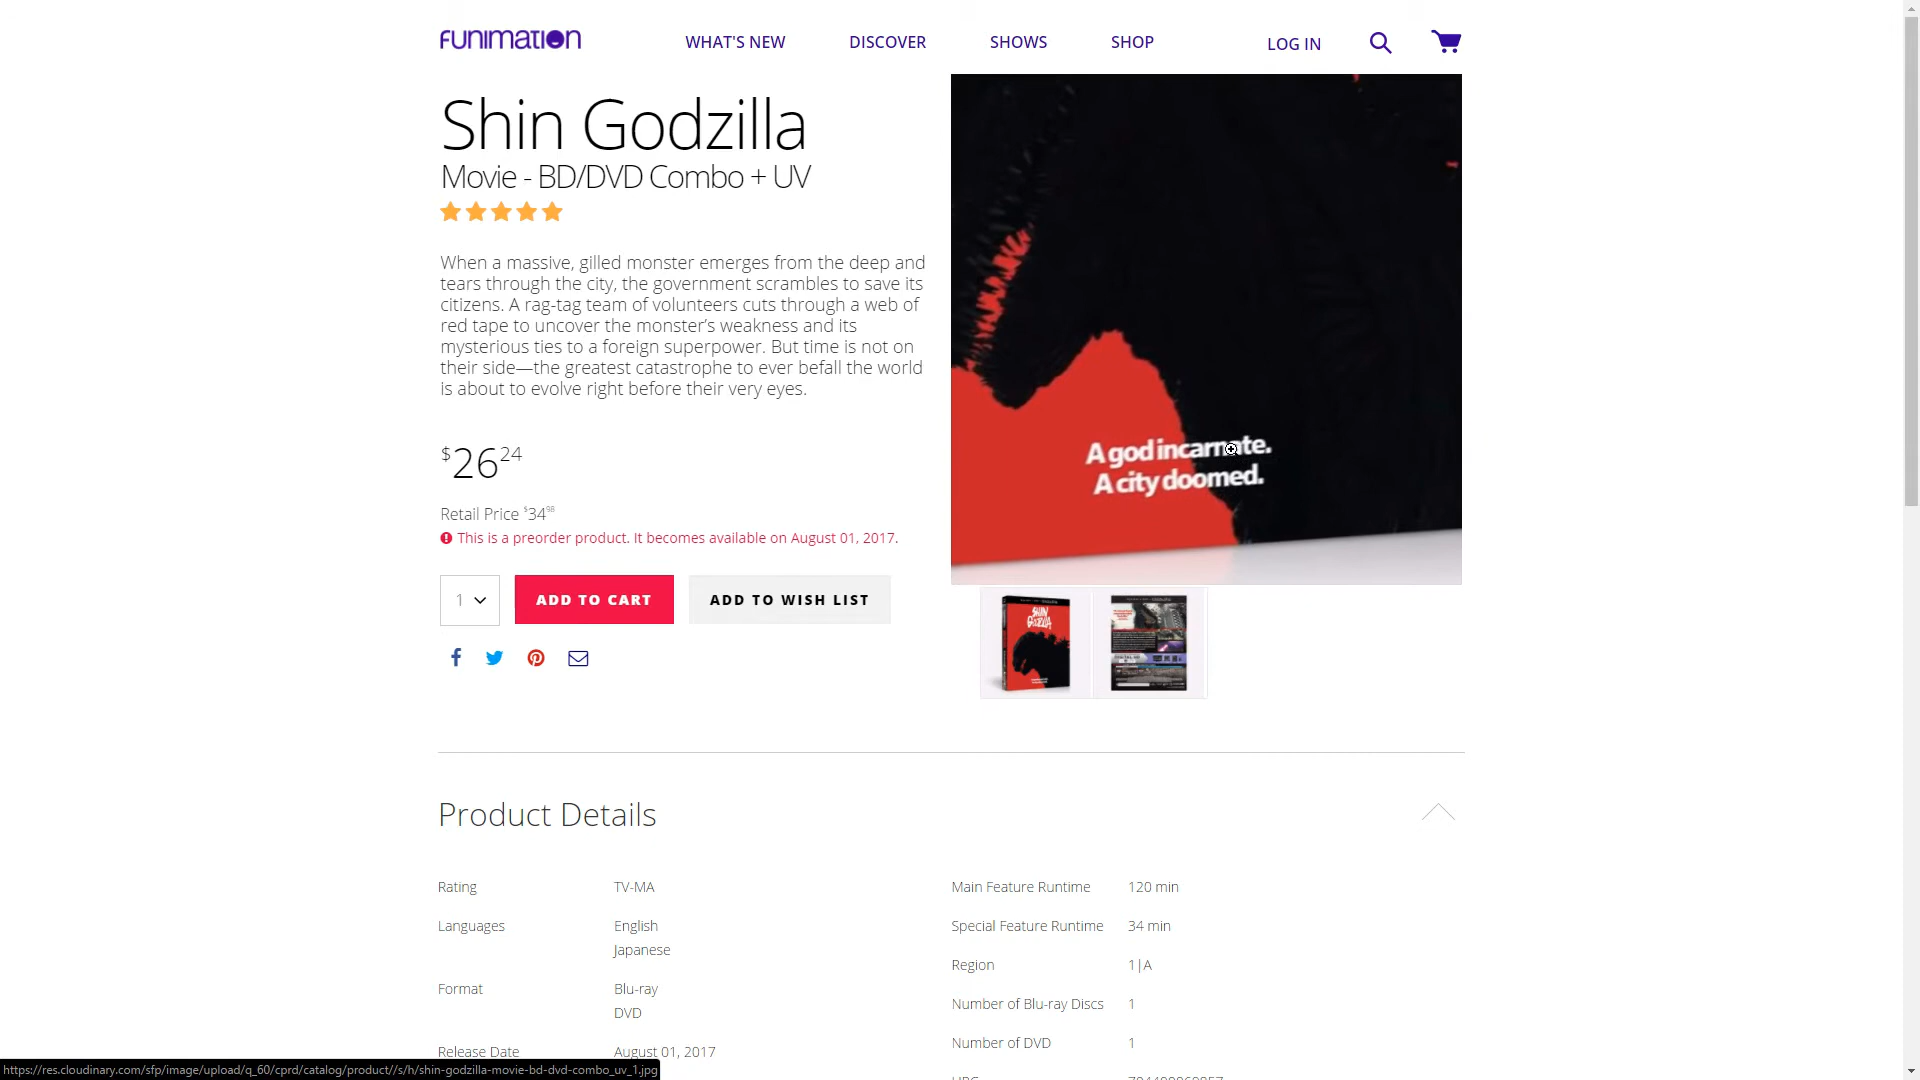 FUNIMATION
WHAT'S NEW
DISCOVER
SHOWS
SHOP
LOG IN
Shin Godzilla
Movie - BD/DVD Combo + UV
When a massive, gilled monster emerges from the deep and
tears through the city, the government scrambles to save its
citizens. A rag-tag team of volunteers cuts through a web of
red tape to uncover the monster’s weakness and its
mysterious ties to a foreign superpower. But time is not on
their side—the greatest catastrophe to ever befall the world
is about to evolve right before their very eyes.
$26 24
Retail Price $34 98
This is a preorder product. It becomes available on August 01, 2017.
1
ADD TO CART
ADD TO WISH LIST
A god incarnate.
A city doomed.
SHIN
GODZILLA
Product Details
Rating
TV-MA
Languages
English
Japanese
Format
Blu-ray
DVD
Release Date
August 01, 2017
Main Feature Runtime
120 min
Special Feature Runtime
34 min
Region
1|A
Number of Blu-ray Discs
1
Number of DVD
1
https://res.cloudinary.com/sfp/image/upload/q_60/cprd/catalog/product//s/h/shin-godzilla-movie-bd-dvd-combo_uv_1.jpg